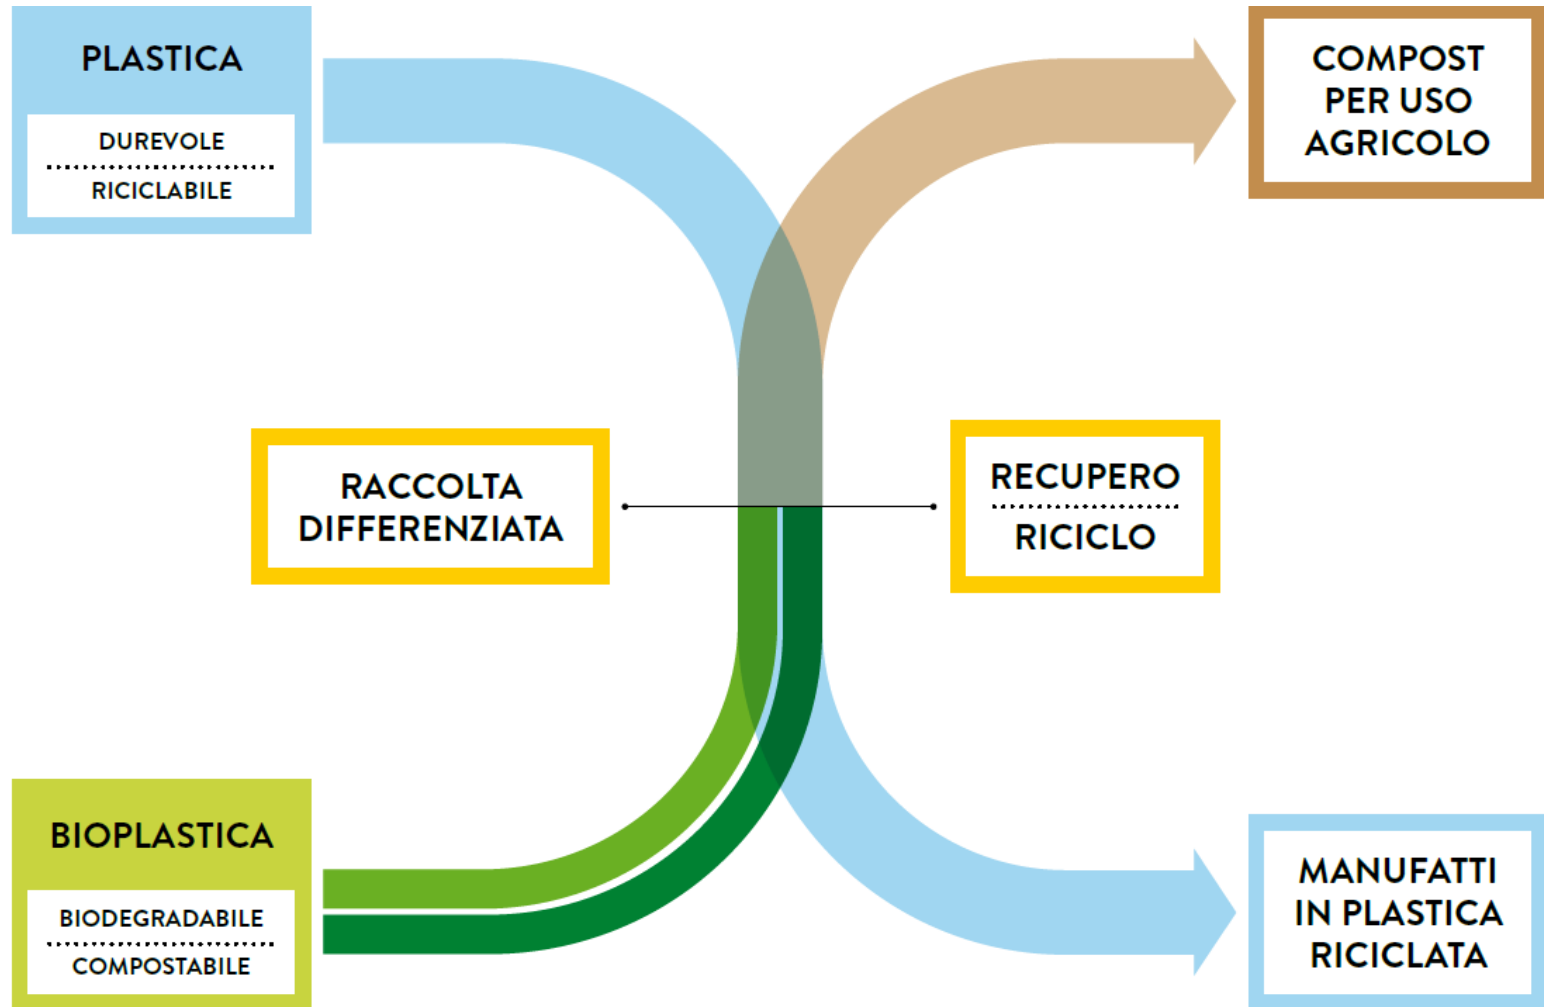 PLASTICA
DUREVOLE
RICICLABILE
COMPOST
PER USO
AGRICOLO
RACCOLTA
DIFFERENZIATA
RECUPERO
RICICLO
BIOPLASTICA
BIODEGRADABILE
COMPOSTABILE
MANUFATTI
IN PLASTICA
RICICLATA